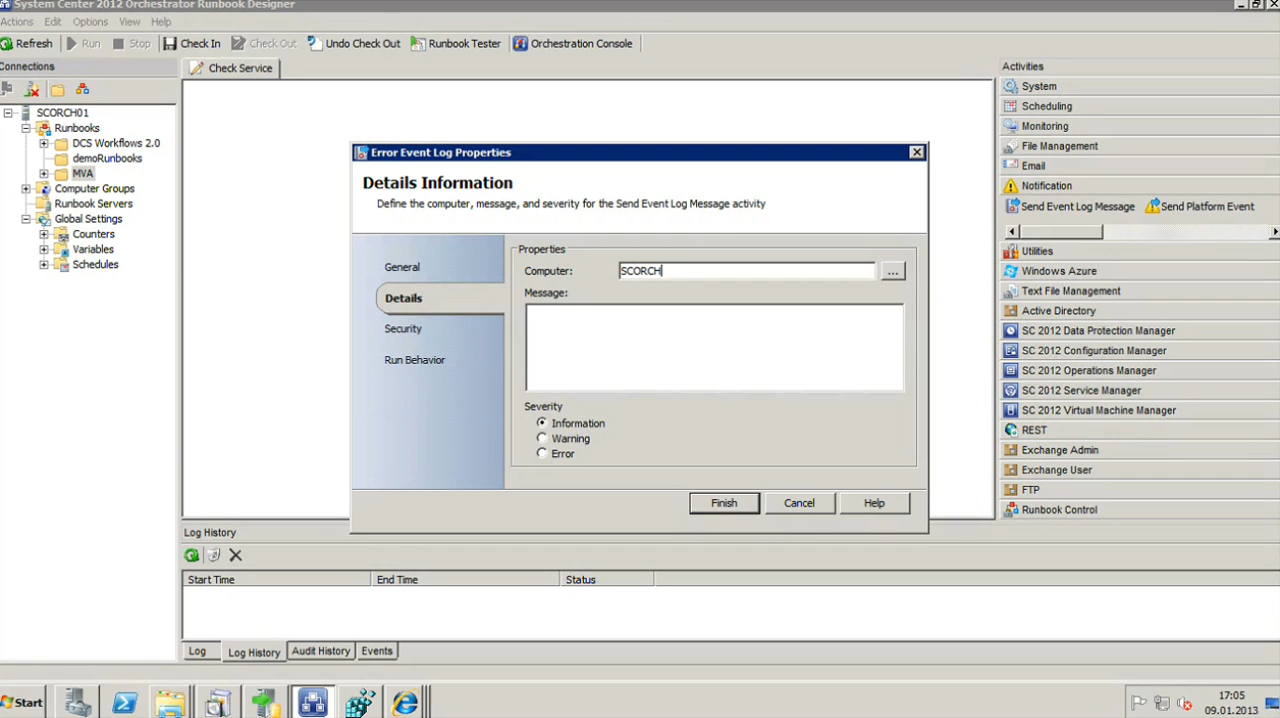 System Center 2012 Orchestrator Runbook Designer
Actions Edit Options View Help
Refresh Run Stop Check In Check Out Undo Check Out Runbook Tester Orchestration Console
Connections
Check Service
Activities
SCORCH01
Runbooks
DCS Workflows 2.0
demoRunbooks
MVA
Computer Groups
Runbook Servers
Global Settings
Counters
Variables
Schedules
Error Event Log Properties
Details Information
Define the computer, message, and severity for the Send Event Log Message activity
General
Details
Security
Run Behavior
Properties
Computer: SCORCH ...
Message:
Severity
Information
Warning
Error
Finish Cancel Help
System
Scheduling
Monitoring
File Management
Email
Notification
Send Event Log Message Send Platform Event
Utilities
Windows Azure
Text File Management
Active Directory
SC 2012 Data Protection Manager
SC 2012 Configuration Manager
SC 2012 Operations Manager
SC 2012 Service Manager
SC 2012 Virtual Machine Manager
REST
Exchange Admin
Exchange User
FTP
Runbook Control
Log History
Start Time End Time Status
Log Log History Audit History Events
Start
17:05
09.01.2013